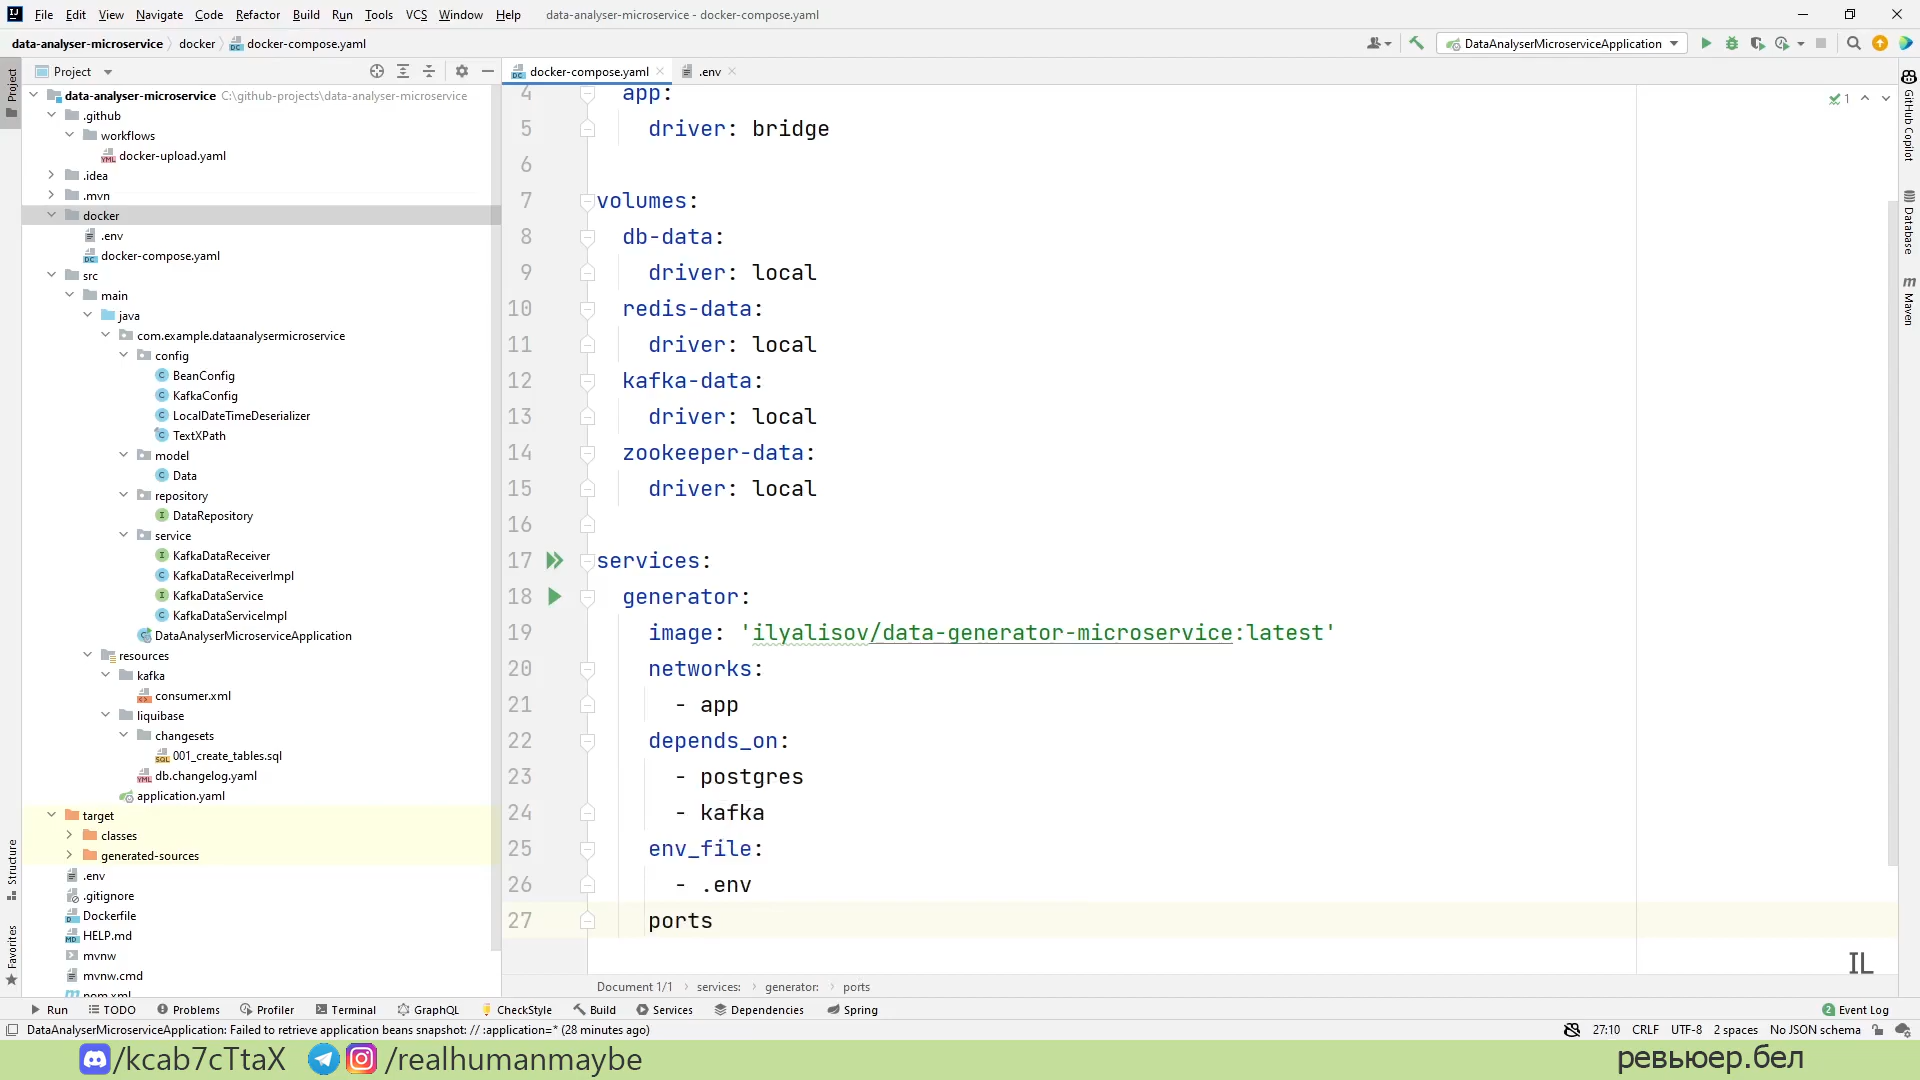 File Edit View Navigate Code Refactor Build Run Tools VCS Window Help data-analyser-microservice - docker-compose.yaml
data-analyser-microservice docker docker-compose.yaml DataAnalyserMicroserviceApplication
Project docker-compose.yaml .env
Project
data-analyser-microservice C:\github-projects\data-analyser-microservice
.github
workflows
docker-upload.yaml
.idea
.mvn
docker
.env
docker-compose.yaml
src
main
java
com.example.dataanalysermicroservice
config
BeanConfig
KafkaConfig
LocalDateTimeDeserializer
TextXPath
model
Data
repository
DataRepository
service
KafkaDataReceiver
KafkaDataReceiverImpl
KafkaDataService
KafkaDataServiceImpl
DataAnalyserMicroserviceApplication
resources
kafka
consumer.xml
liquibase
changesets
001_create_tables.sql
db.changelog.yaml
application.yaml
target
classes
generated-sources
.env
.gitignore
Dockerfile
HELP.md
mvnw
mvnw.cmd
pom.xml
Structure
Favorites
4 app:
5 driver: bridge
6
7 volumes:
8 db-data:
9 driver: local
10 redis-data:
11 driver: local
12 kafka-data:
13 driver: local
14 zookeeper-data:
15 driver: local
16
17 services:
18 generator:
19 image: 'ilyalisov/data-generator-microservice:latest'
20 networks:
21 - app
22 depends_on:
23 - postgres
24 - kafka
25 env_file:
26 - .env
27 ports
1
GitHub Copilot
Database
Maven
IL
Document 1/1 services: generator: ports
Run TODO Problems Profiler Terminal GraphQL CheckStyle Build Services Dependencies Spring 2 Event Log
DataAnalyserMicroserviceApplication: Failed to retrieve application beans snapshot: // :application=* (28 minutes ago) 27:10 CRLF UTF-8 2 spaces No JSON schema
/kcab7cTtaX /realhumanmaybe ревьюер.бел